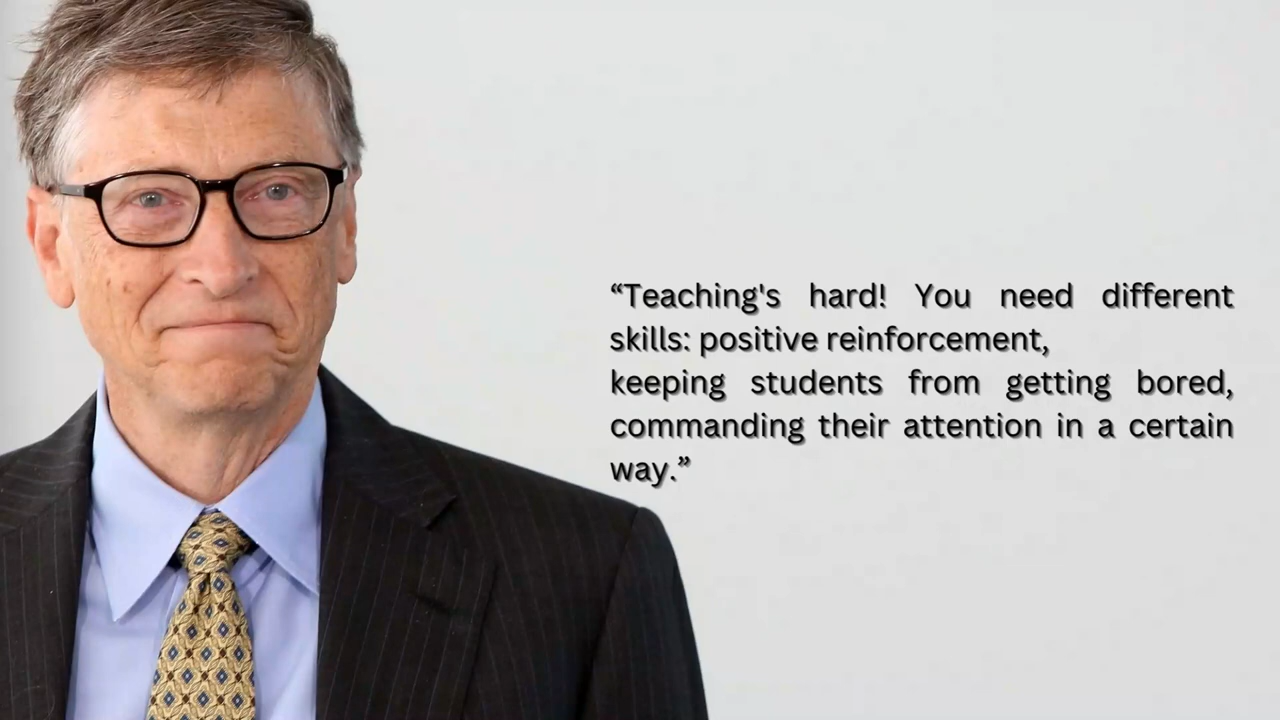 “Teaching's hard! You need different
skills: positive reinforcement,
keeping students from getting bored,
commanding their attention in a certain
way.”